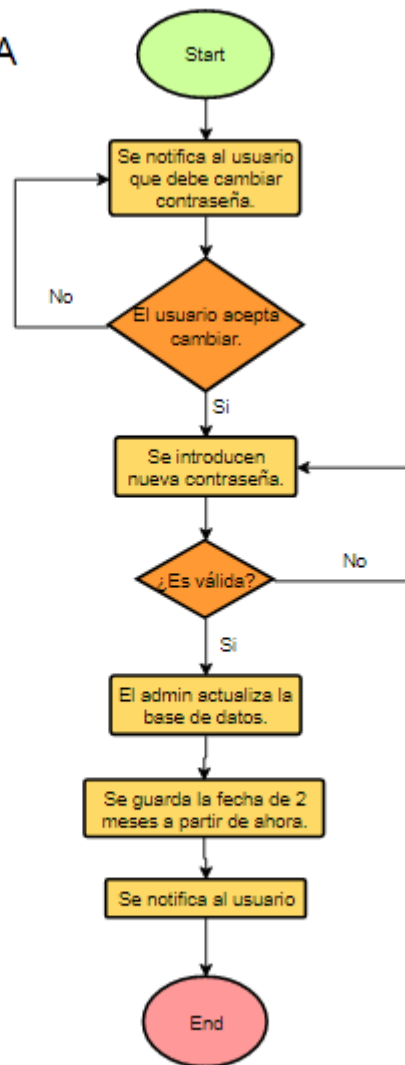 A
Start
Se notifica al usuario
que debe cambiar
contraseña.
No
El usuario acepta
cambiar.
Si
Se introducen
nueva contraseña.
¿Es válida?
No
Si
El admin actualiza la
base de datos.
Se guarda la fecha de 2
meses a partir de ahora.
Se notifica al usuario
End